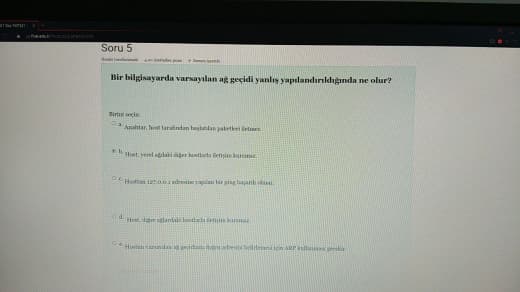 Soru 5
Bir bilgisayarda varsayılan ağ geçidi yanlış yapılandırıldığında ne olur?
Birini seçin:
a. Anahtar, host tarafından başlatılan paketleri iletmez.
b. Host, yerel ağdaki diğer hostlarla iletişim kuramaz.
c. Hosttan 127.0.0.1 adresine yapılan bir ping başarılı olmaz.
d. Host, diğer ağlardaki hostlarla iletişim kuramaz.
e. Hostun varsayılan ağ geçidinin doğru adresini belirlemesi için ARP kullanması gerekir.